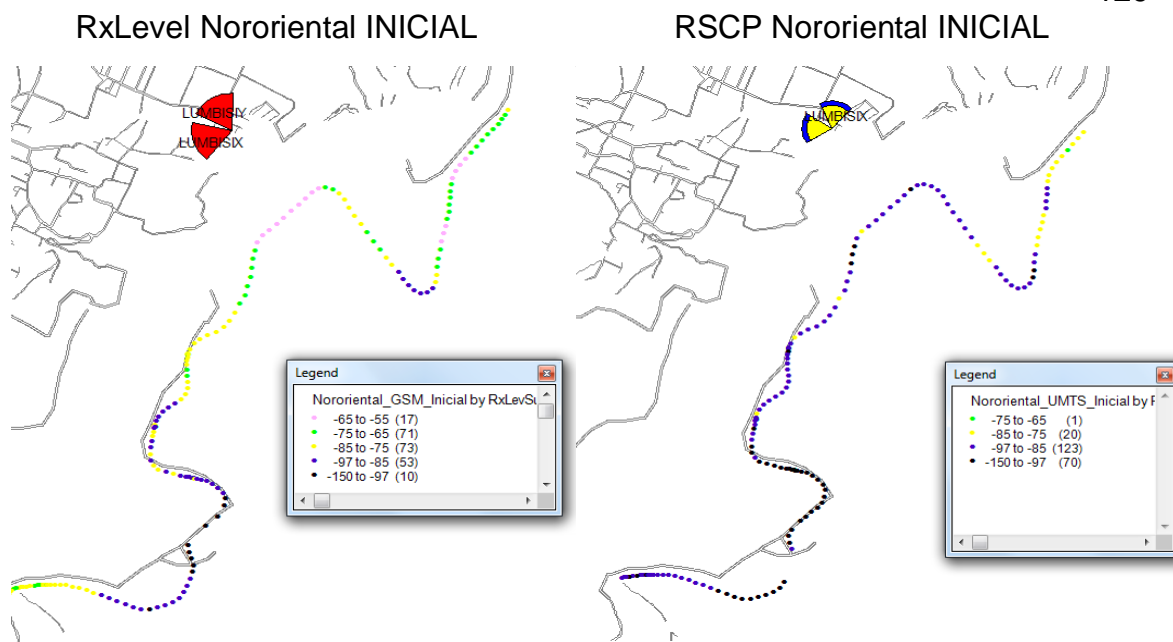 RxLevel Nororiental INICIAL
RSCP Nororiental INICIAL
LUMBISIY
LUMBISIX
LUMBISIX
Legend
Nororiental_GSM_Inicial by RxLevSu
-65 to -55 (17)
-75 to -65 (71)
-85 to -75 (73)
-97 to -85 (53)
-150 to -97 (10)
Legend
Nororiental_UMTS_Inicial by
-75 to -65 (1)
-85 to -75 (20)
-97 to -85 (123)
-150 to -97 (70)